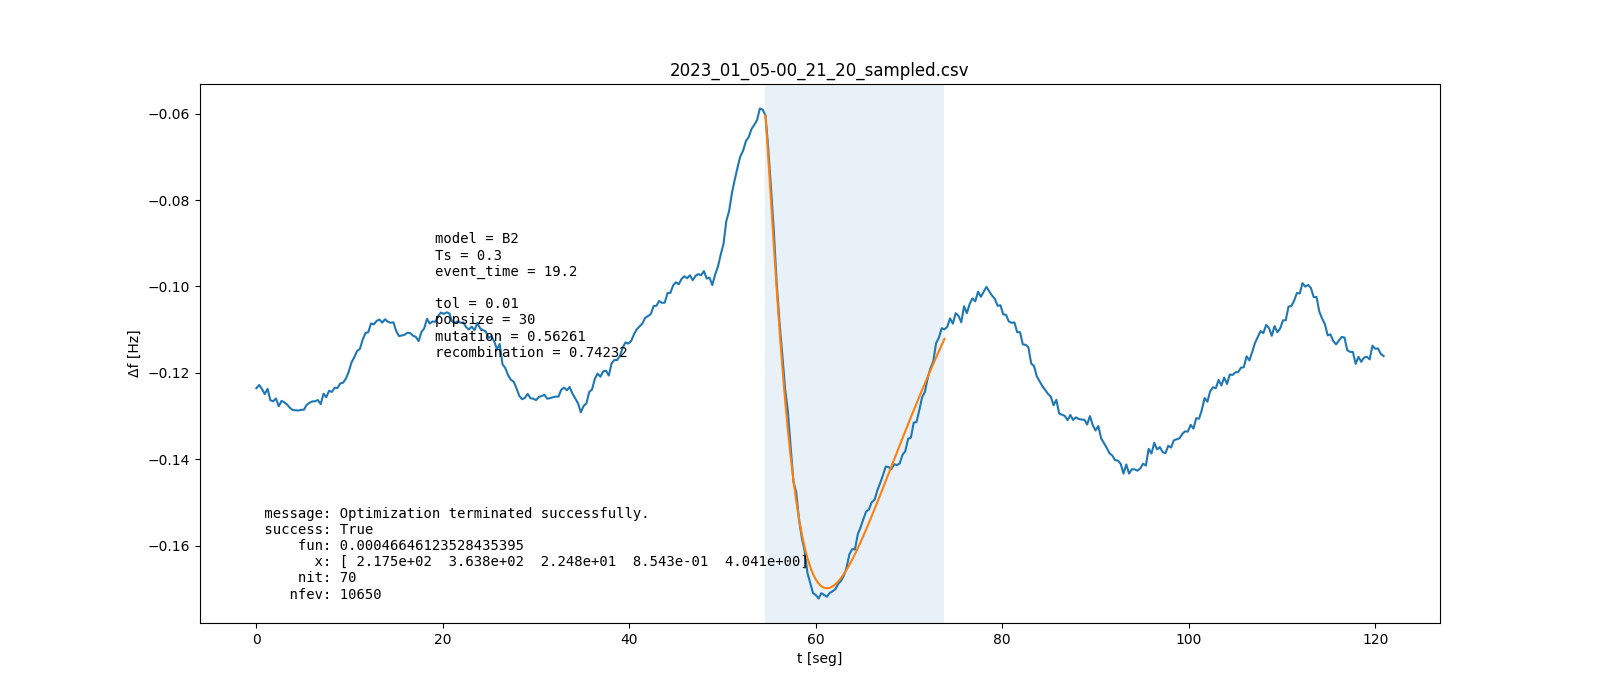 2023_01_05-00_21_20_sampled.csv
−0.06
−0.08
−0.10
−0.12
−0.14
−0.16
Δf [Hz]
model = B2
Ts = 0.3
event_time = 19.2
tol = 0.01
popsize = 30
mutation = 0.56261
recombination = 0.74232
message: Optimization terminated successfully.
success: True
fun: 0.00046646123528435395
x: [ 2.175e+02  3.638e+02  2.248e+01  8.543e-01  4.041e+00]
nit: 70
nfev: 10650
0 20 40 60 80 100 120
t [seg]